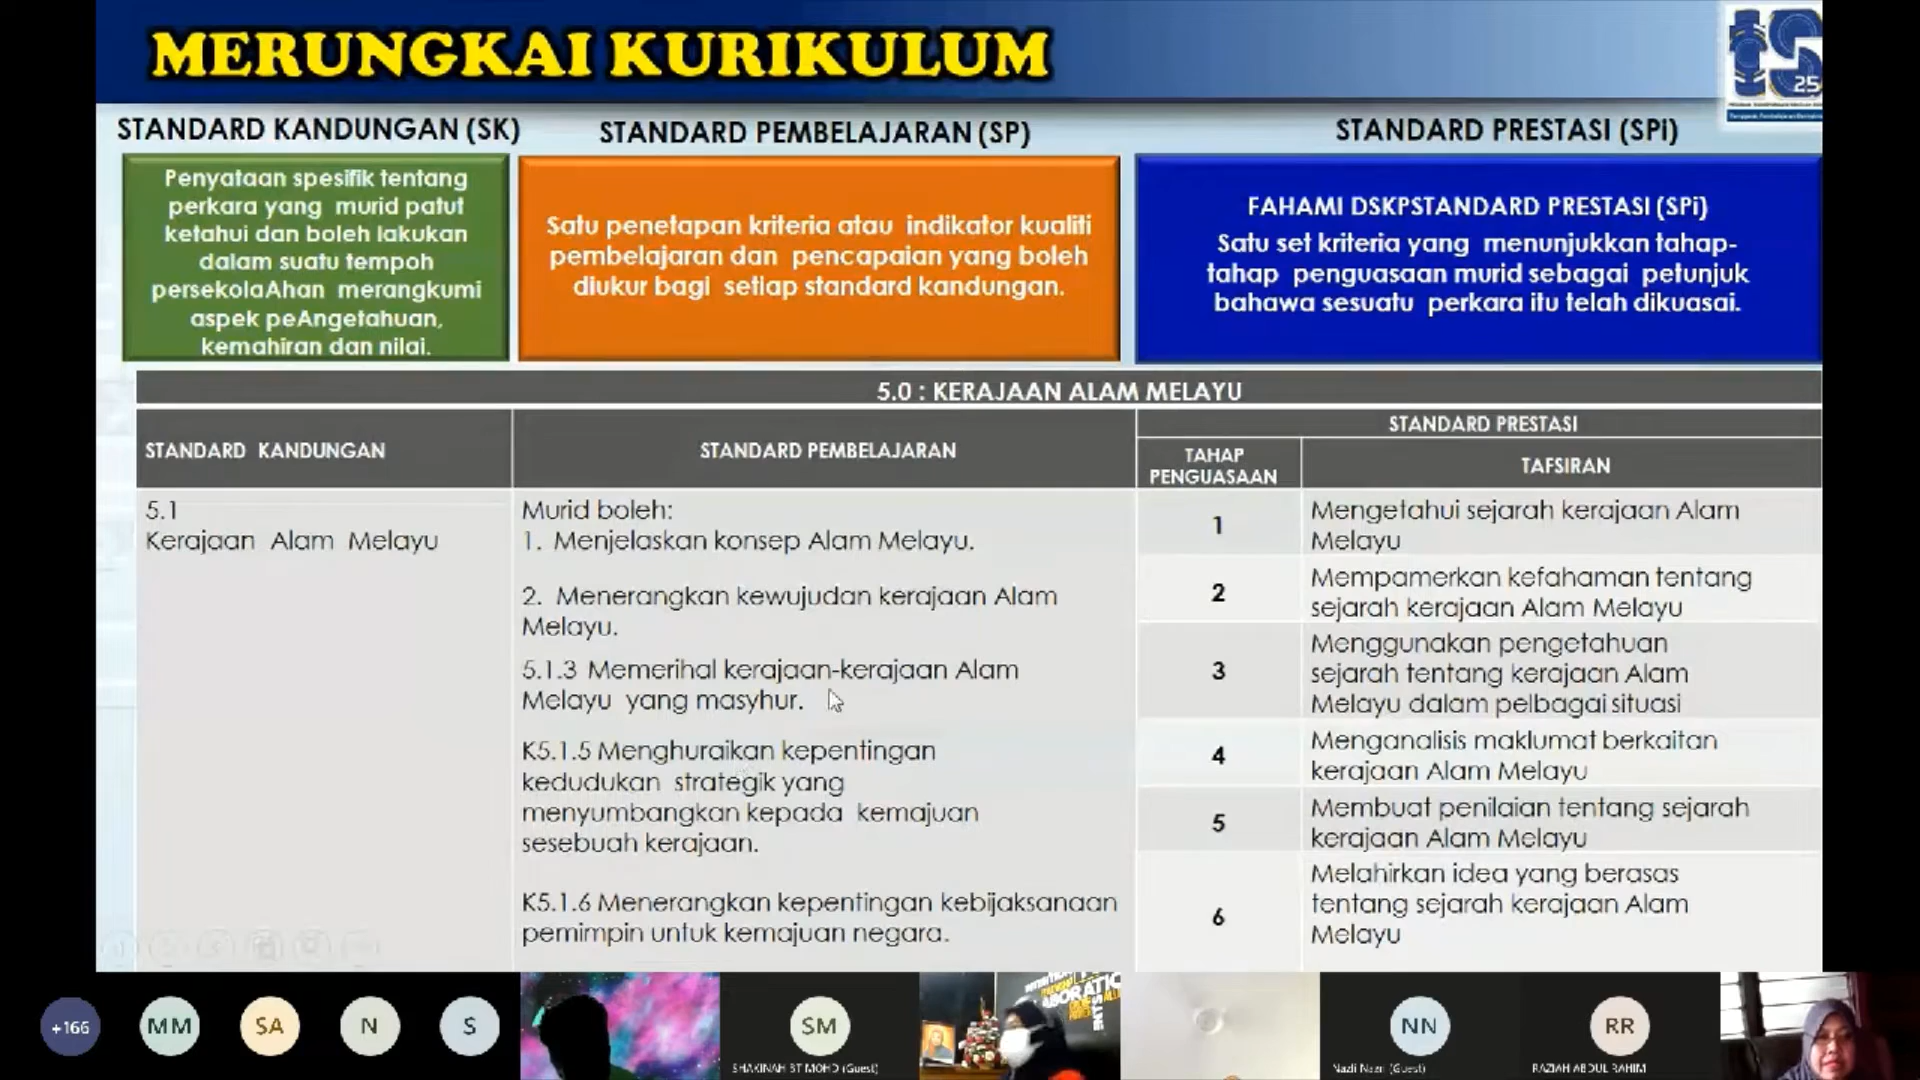 MERUNGKAI KURIKULUM
25
STANDARD KANDUNGAN (SK)
STANDARD PEMBELAJARAN (SP)
STANDARD PRESTASI (SPi)
Penyataan spesifik tentang
perkara yang murid patut
ketahui dan boleh lakukan
dalam suatu tempoh
persekolaAhan merangkumi
aspek peAngetahuan,
kemahiran dan nilai.
Satu penetapan kriteria atau indikator kualiti
pembelajaran dan pencapaian yang boleh
diukur bagi setiap standard kandungan.
FAHAMI DSKPSTANDARD PRESTASI (SPi)
Satu set kriteria yang menunjukkan tahap-
tahap penguasaan murid sebagai petunjuk
bahawa sesuatu perkara itu telah dikuasai.
5.0 : KERAJAAN ALAM MELAYU
STANDARD KANDUNGAN
STANDARD PEMBELAJARAN
STANDARD PRESTASI
TAHAP
PENGUASAAN
TAFSIRAN
5.1
Kerajaan Alam Melayu
Murid boleh:
1. Menjelaskan konsep Alam Melayu.
2. Menerangkan kewujudan kerajaan Alam
Melayu.
5.1.3 Memerihal kerajaan-kerajaan Alam
Melayu yang masyhur.
K5.1.5 Menghuraikan kepentingan
kedudukan strategik yang
menyumbangkan kepada kemajuan
sesebuah kerajaan.
K5.1.6 Menerangkan kepentingan kebijaksanaan
pemimpin untuk kemajuan negara.
1
Mengetahui sejarah kerajaan Alam
Melayu
2
Mempamerkan kefahaman tentang
sejarah kerajaan Alam Melayu
3
Menggunakan pengetahuan
sejarah tentang kerajaan Alam
Melayu dalam pelbagai situasi
4
Menganalisis maklumat berkaitan
kerajaan Alam Melayu
5
Membuat penilaian tentang sejarah
kerajaan Alam Melayu
6
Melahirkan idea yang berasas
tentang sejarah kerajaan Alam
Melayu
+166
MM
SA
N
S
SM
SHAKINAH BT MOHD (Guest)
NN
Nazli Nazri (Guest)
RR
RAZIAH ABDUL RAHIM